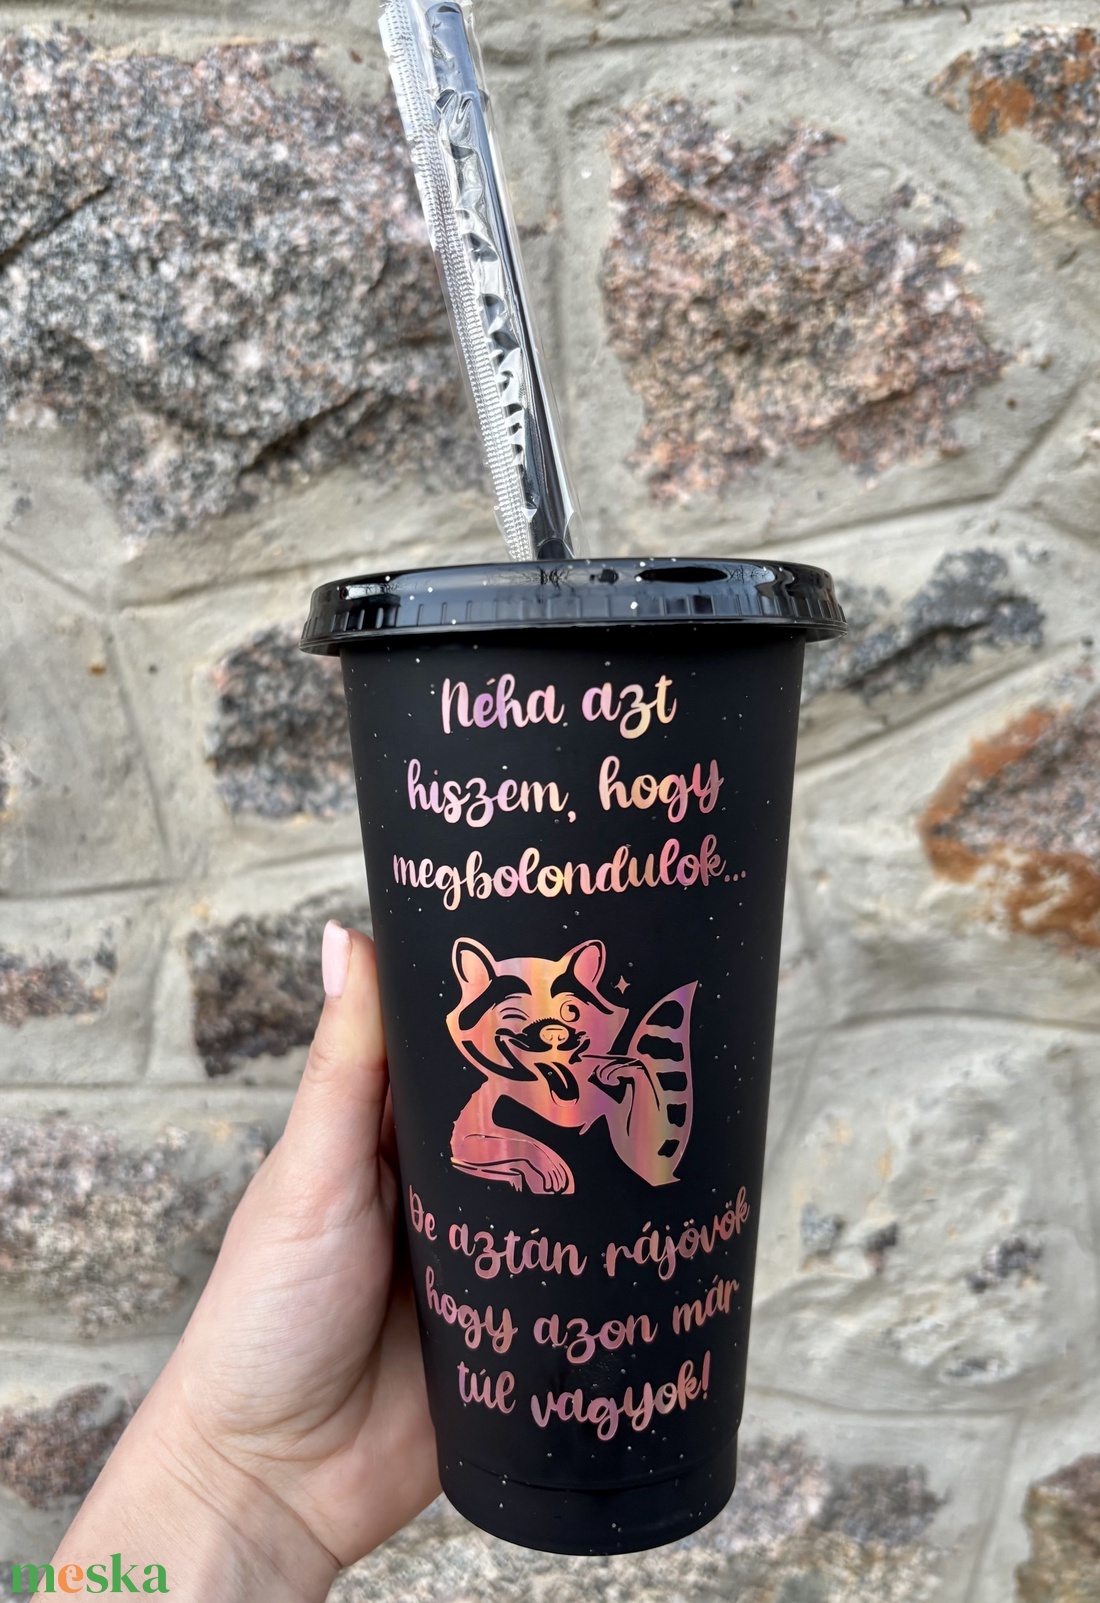 Néha azt
hiszem, hogy
megbolondulok...
De aztán rájövök
hogy azon már
túl vagyok!
meska